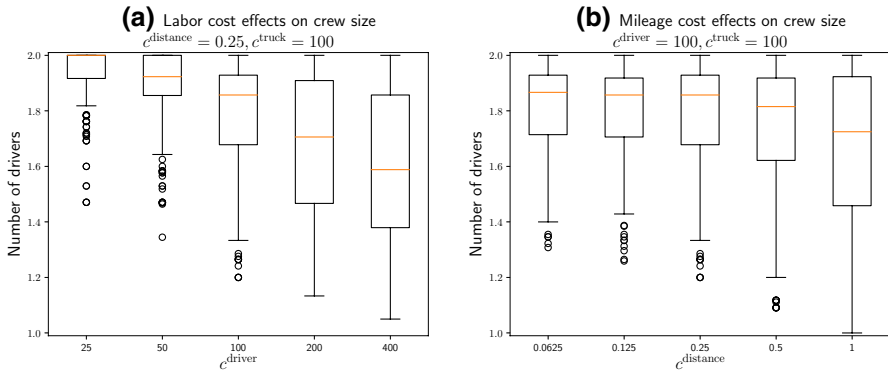 (a) Labor cost effects on crew size
c^distance = 0.25, c^truck = 100
Number of drivers
2.0
1.8
1.6
1.4
1.2
1.0
25 50 100 200 400
c^driver
(b) Mileage cost effects on crew size
c^driver = 100, c^truck = 100
Number of drivers
2.0
1.8
1.6
1.4
1.2
1.0
0.0625 0.125 0.25 0.5 1
c^distance